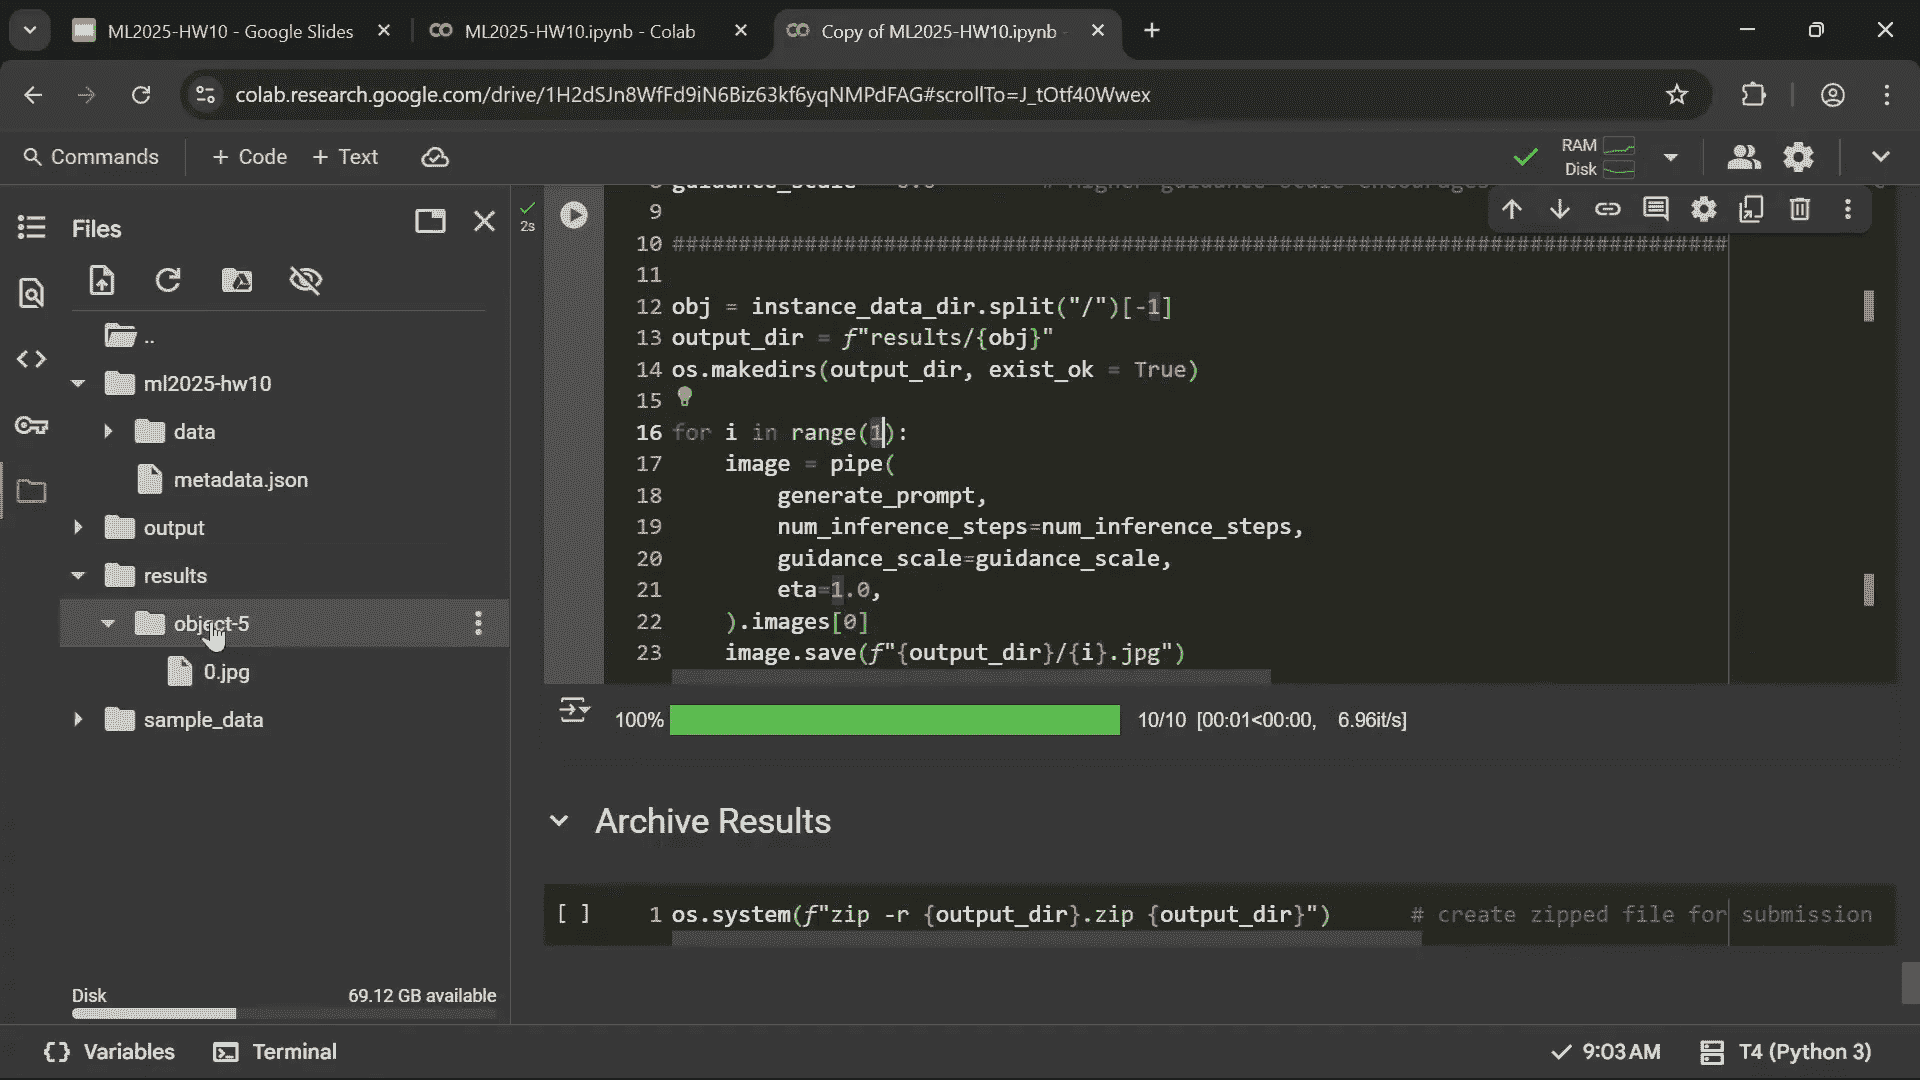 ML2025-HW10 - Google Slides
ML2025-HW10.ipynb - Colab
Copy of ML2025-HW10.ipynb
colab.research.google.com/drive/1H2dSJn8WfFd9iN6Biz63kf6yqNMPdFAG#scrollTo=J_tOtf40Wwex
Commands
+ Code
+ Text
RAM
Disk
Files
..
ml2025-hw10
data
metadata.json
output
results
object-5
0.jpg
sample_data
Disk
69.12 GB available
2s
9
10 ################################################################################
11
12 obj = instance_data_dir.split("/")[-1]
13 output_dir = f"results/{obj}"
14 os.makedirs(output_dir, exist_ok = True)
15
16 for i in range(1):
17 image = pipe(
18 generate_prompt,
19 num_inference_steps=num_inference_steps,
20 guidance_scale=guidance_scale,
21 eta=1.0,
22 ).images[0]
23 image.save(f"{output_dir}/{i}.jpg")
100% 10/10 [00:01<00:00, 6.96it/s]
Archive Results
[ ] 1 os.system(f"zip -r {output_dir}.zip {output_dir}") # create zipped file for submission
Variables
Terminal
9:03 AM
T4 (Python 3)